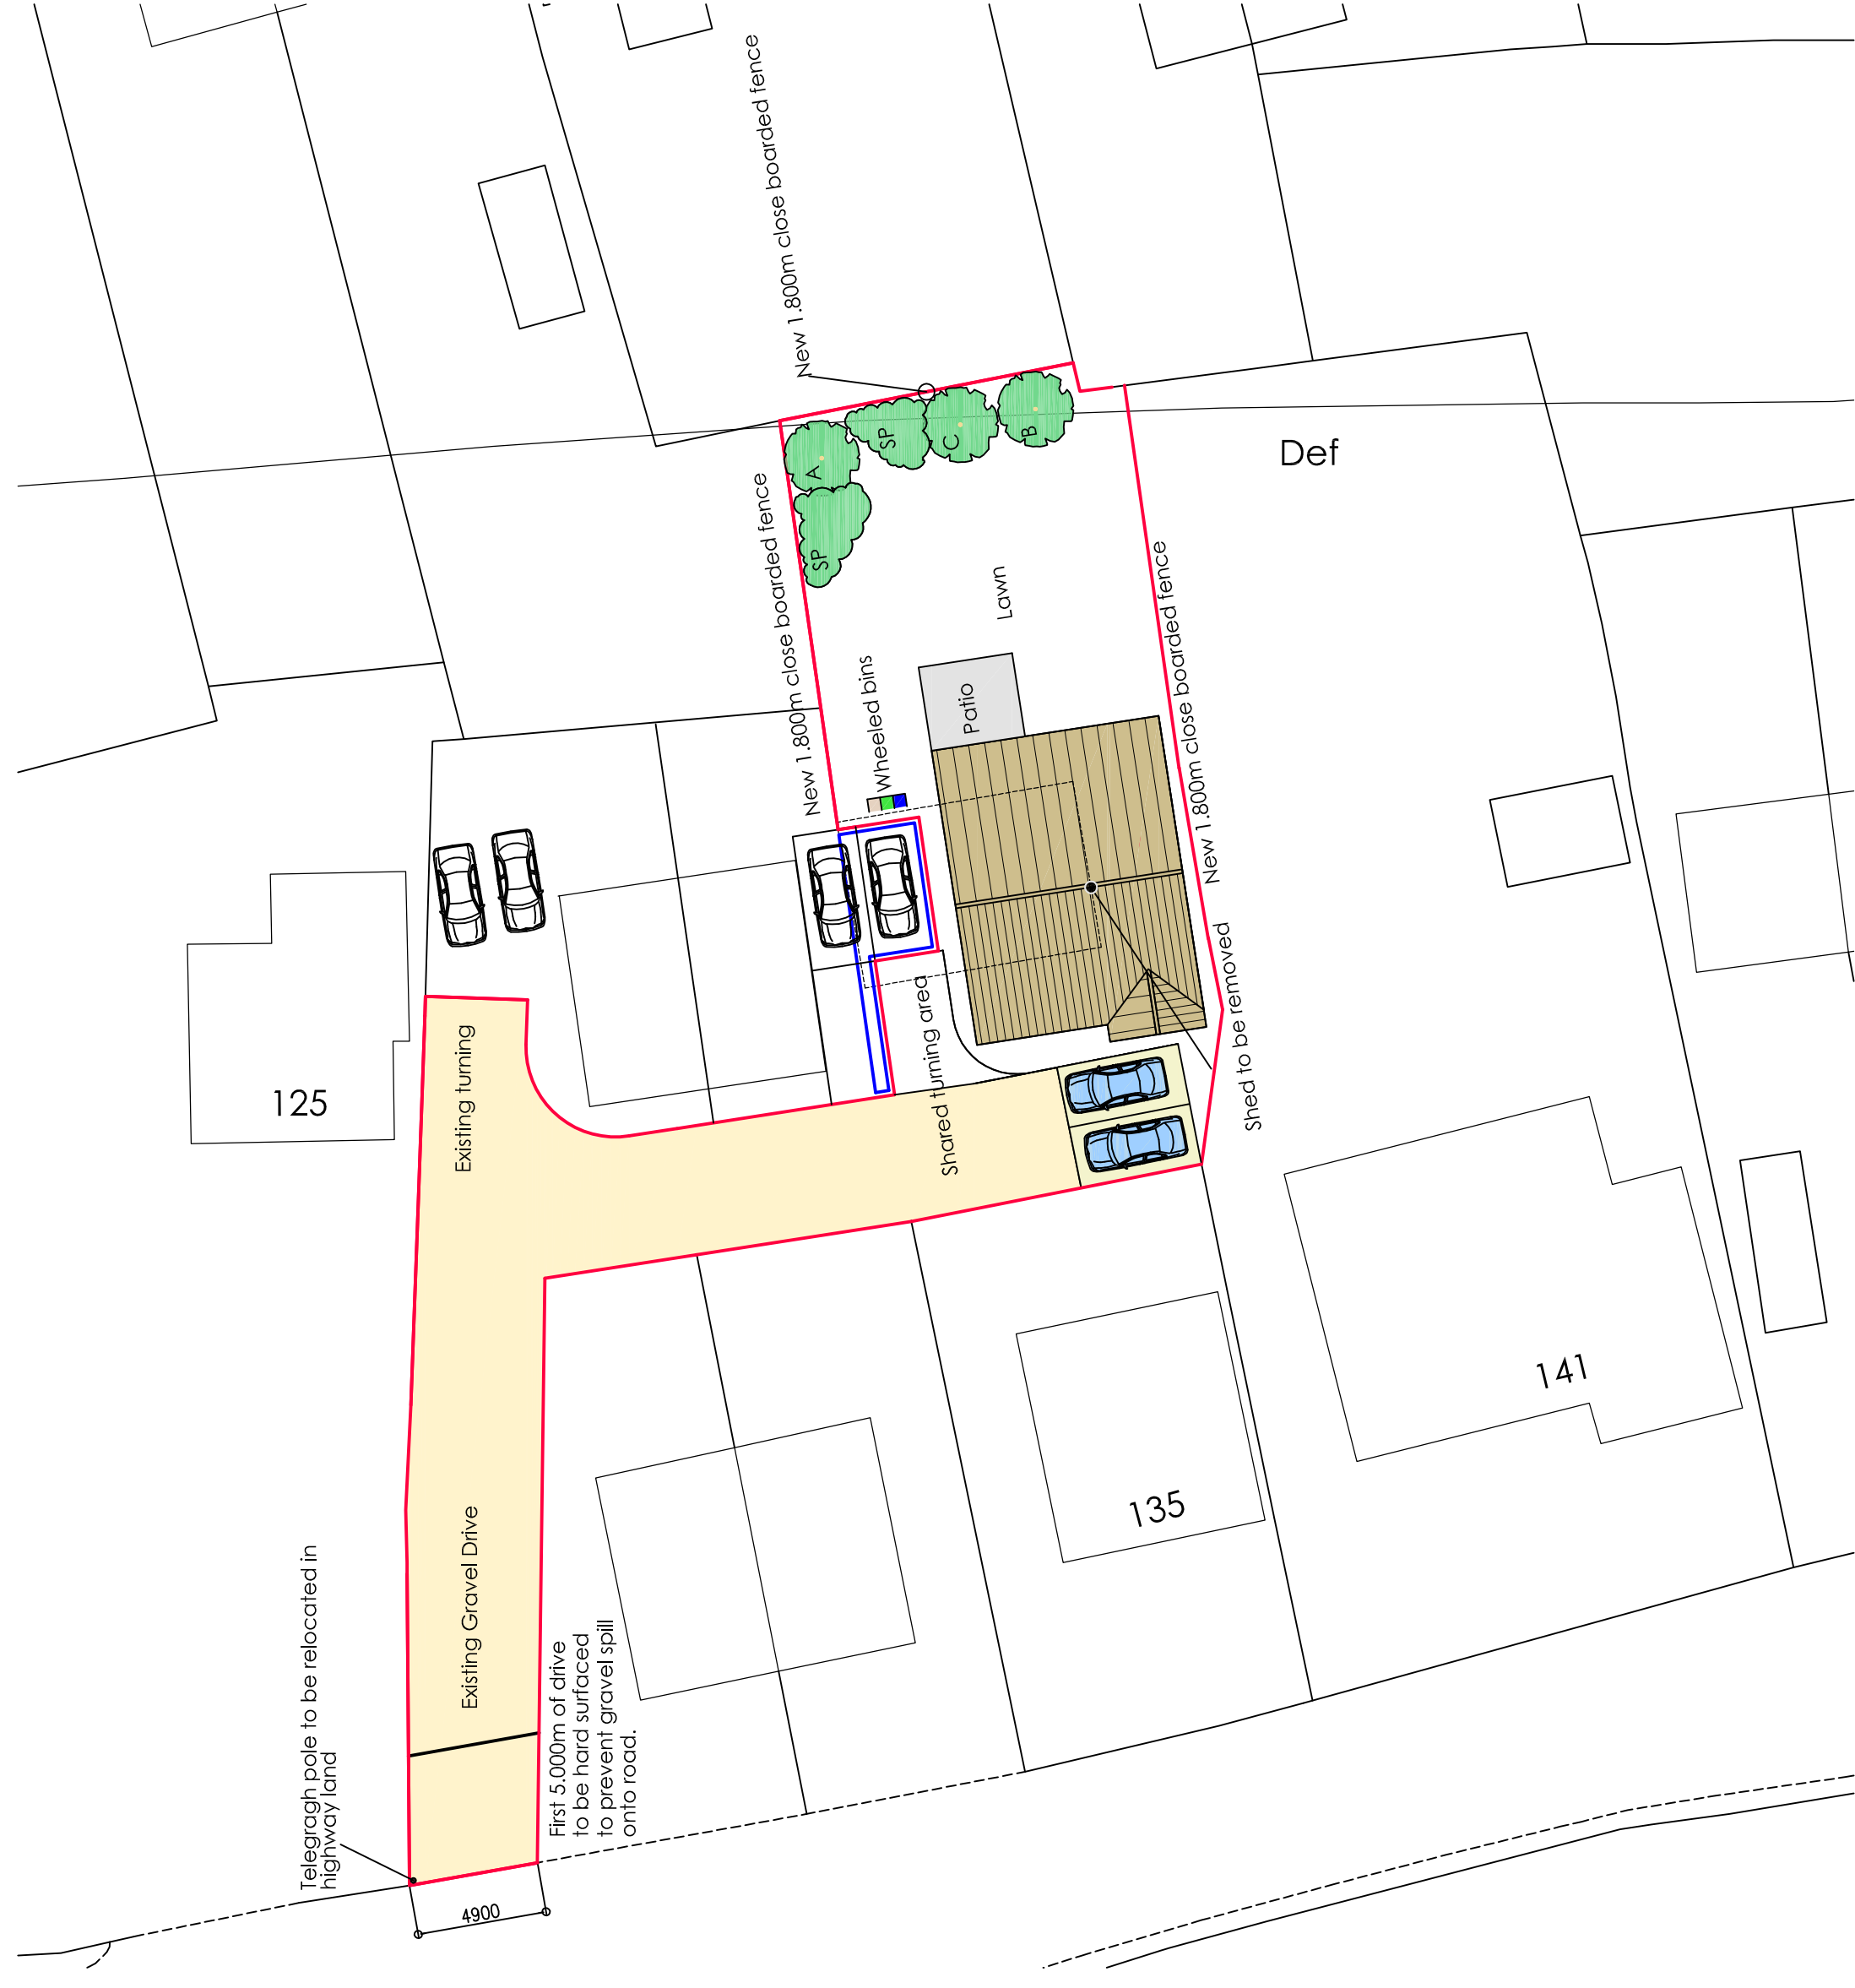 New 1.800m close boarded fence
SP
C
B
A
SP
Def
New 1.800m close boarded fence
Lawn
New 1.800m close boarded fence
Patio
Wheeled bins
Shed to be removed
Shared turning area
Existing turning
125
141
135
Existing Gravel Drive
Telegragh pole to be relocated in
highway land
First 5.000m of drive
to be hard surfaced
to prevent gravel spill
onto road.
4900